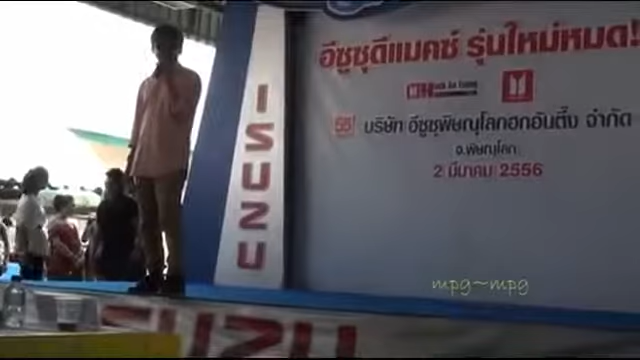 อีซูซุดีแมคซ์ รุ่นใหม่หมด!
บริษัท อีซูซุพิษณุโลกฮกอันตึ๊ง จำกัด
จ.พิษณุโลก
2 มีนาคม 2556
ISUZU
mpg~mpg
ISUZU